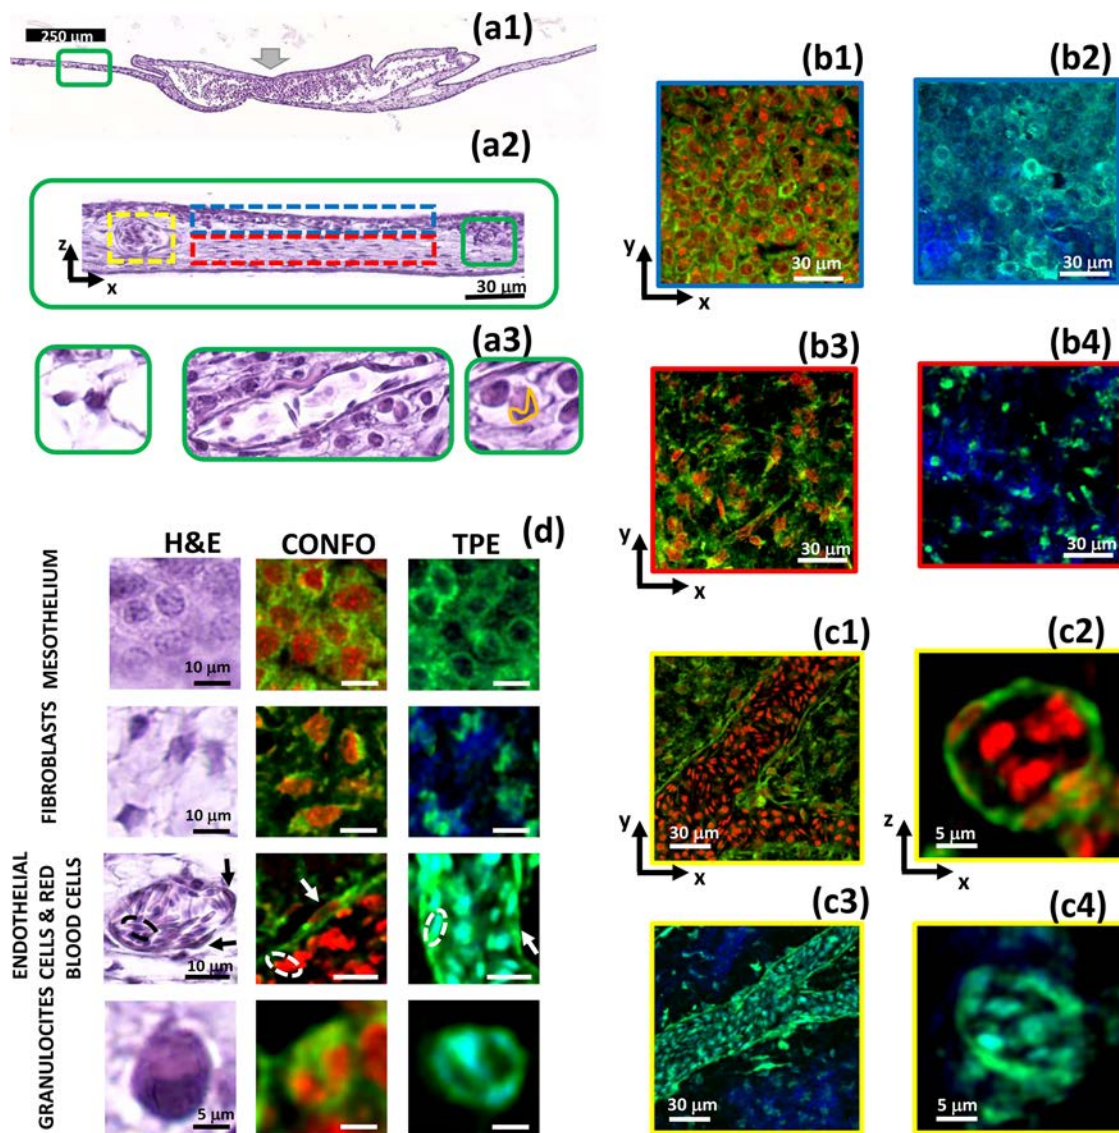 (a1)
250 µm
(a2)
z
x
30 µm
(a3)
(b1)
(b2)
y
x
30 µm
30 µm
(b3)
(b4)
y
x
30 µm
30 µm
(c1)
(c2)
y
x
30 µm
z
x
5 µm
(c3)
(c4)
30 µm
5 µm
(d)
H&E
CONFO
TPE
MESOTHELIUM
10 µm
FIBROBLASTS
10 µm
ENDOTHELIAL
CELLS & RED
BLOOD CELLS
10 µm
GRANULOCITES
5 µm